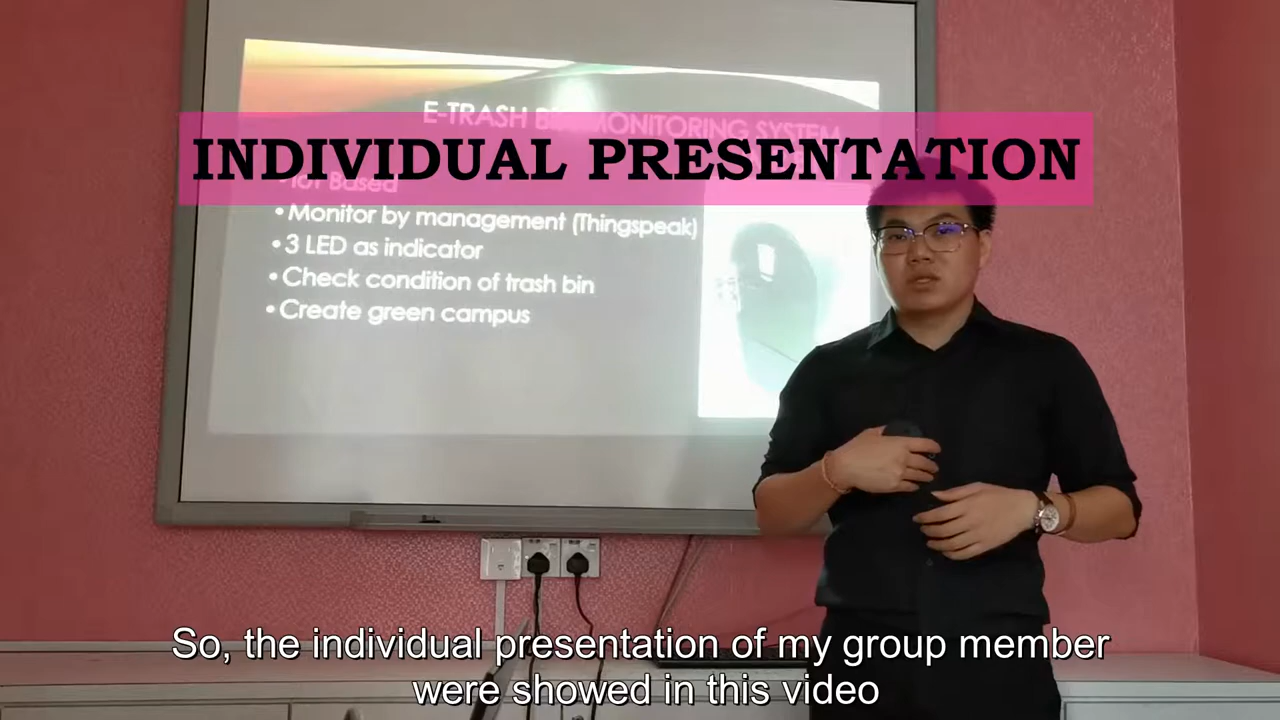 E-TRASH BIN MONITORING SYSTEM
INDIVIDUAL PRESENTATION
• IoT Based
• Monitor by management (Thingspeak)
• 3 LED as indicator
• Check condition of trash bin
• Create green campus
So, the individual presentation of my group member
were showed in this video